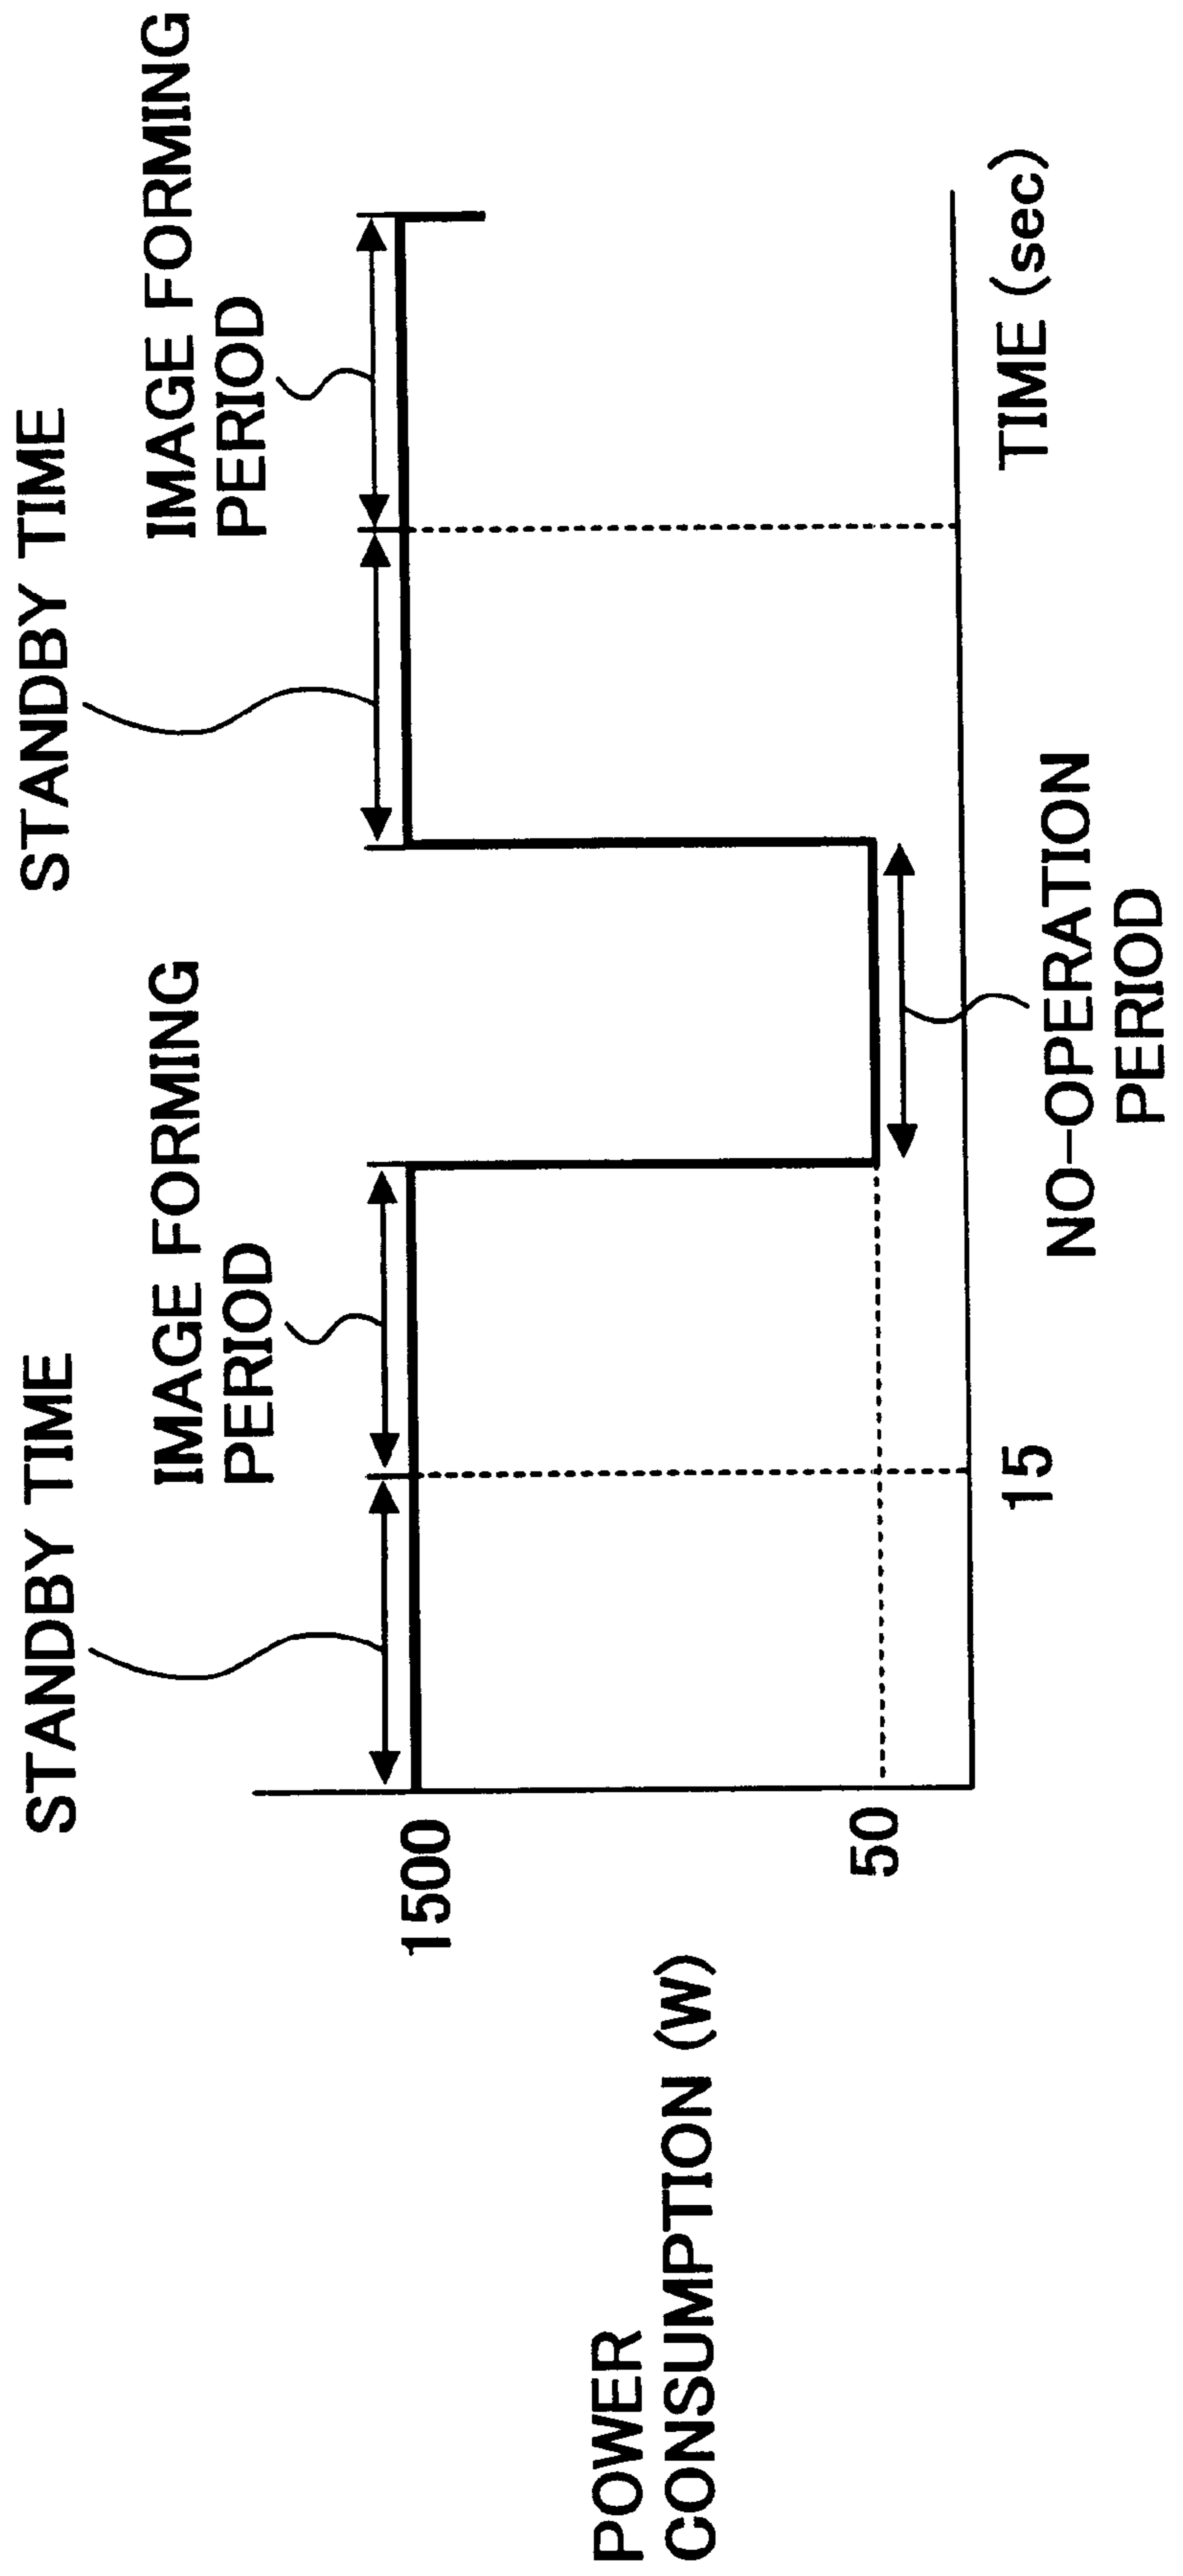 STANDBY TIME
STANDBY TIME
IMAGE FORMING
PERIOD
IMAGE FORMING
PERIOD
1500
POWER
CONSUMPTION (W)
50
15
NO-OPERATION
PERIOD
TIME (sec)